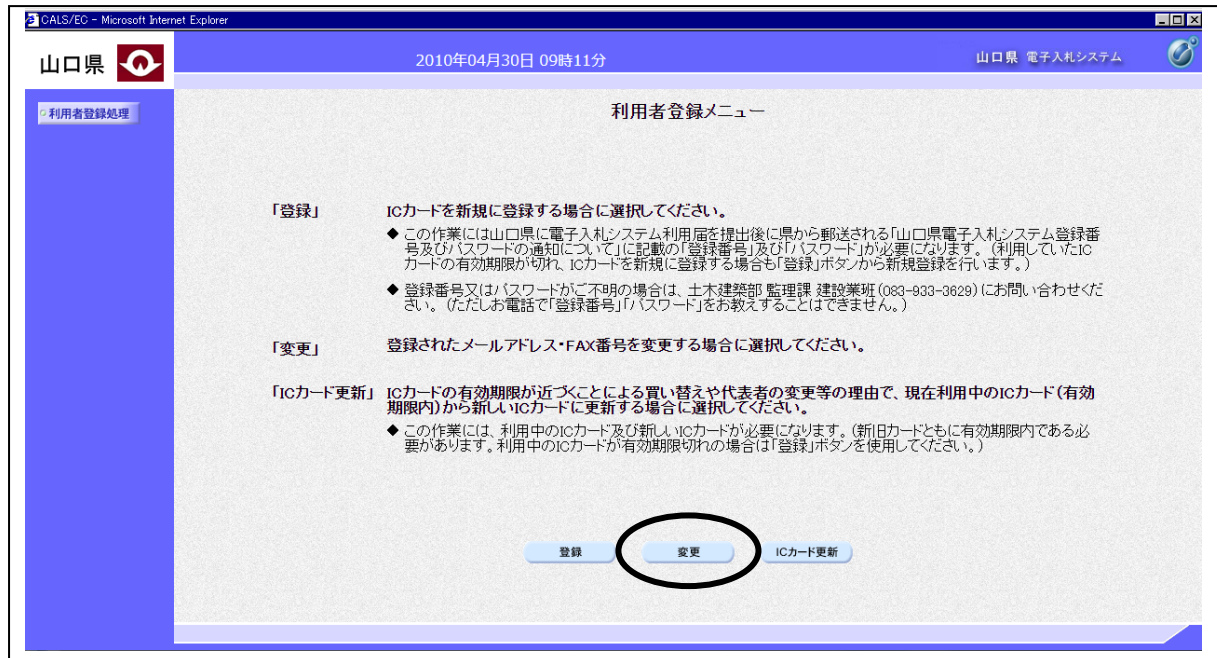 CALS/EC - Microsoft Internet Explorer
山口県
2010年04月30日 09時11分
山口県 電子入札システム
利用者登録処理
利用者登録メニュー
「登録」 ICカードを新規に登録する場合に選択してください。
◆ この作業には山口県に電子入札システム利用届を提出後に県から郵送される「山口県電子入札システム登録番
号及びパスワードの通知について」に記載の「登録番号」及び「パスワード」が必要になります。(利用していたIC
カードの有効期限が切れ、ICカードを新規に登録する場合も「登録」ボタンから新規登録を行います。)
◆ 登録番号又はパスワードがご不明の場合は、土木建築部 監理課 建設業班(083-933-3629)にお問い合わせくだ
さい。(ただしお電話で「登録番号」「パスワード」をお教えすることはできません。)
「変更」 登録されたメールアドレス・FAX番号を変更する場合に選択してください。
「ICカード更新」 ICカードの有効期限が近づくことによる買い替えや代表者の変更等の理由で、現在利用中のICカード(有効
期限内)から新しいICカードに更新する場合に選択してください。
◆ この作業には、利用中のICカード及び新しいICカードが必要になります。(新旧カードともに有効期限内である必
要があります。利用中のICカードが有効期限切れの場合は「登録」ボタンを使用してください。)
登録 変更 ICカード更新